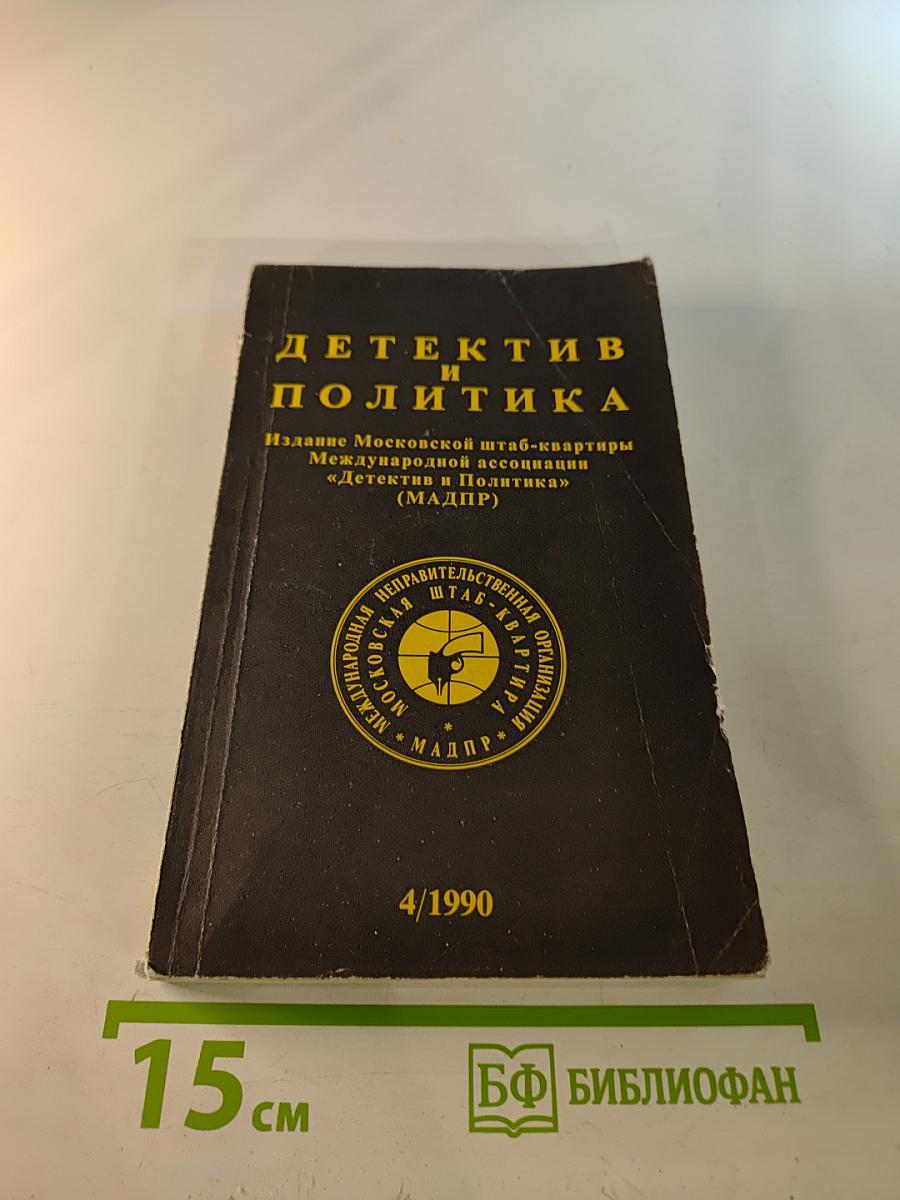 ДЕТЕКТИВ
И
ПОЛИТИКА
Издание Московской штаб-квартиры
Международной ассоциации
«Детектив и Политика»
(МАДПР)
МЕЖДУНАРОДНАЯ НЕПРАВИТЕЛЬСТВЕННАЯ ОРГАНИЗАЦИЯ
МОСКОВСКАЯ ШТАБ-КВАРТИРА
* МАДПР *
4/1990
15 см
БФ БИБЛИОФАН